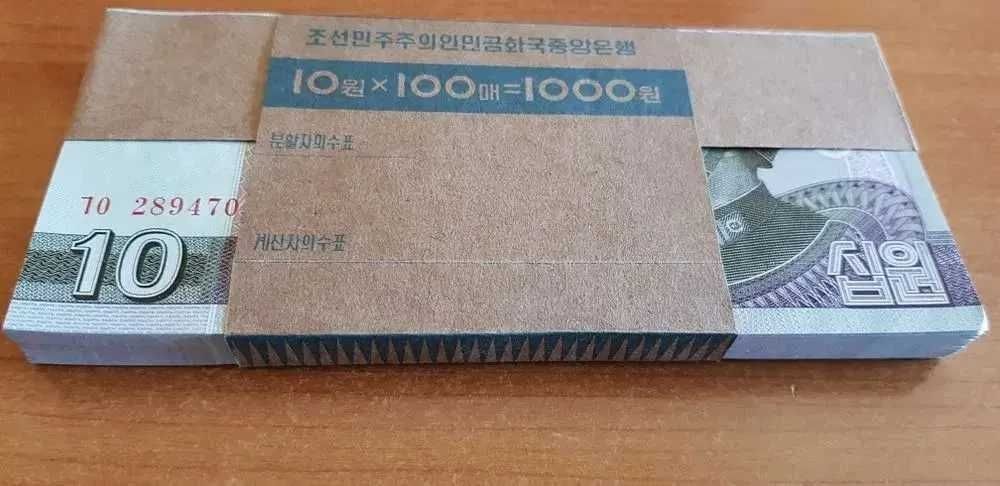 조선민주주의인민공화국중앙은행
10원×100매=1000원
분할자의수표
계산자의수표
289470
10
십원